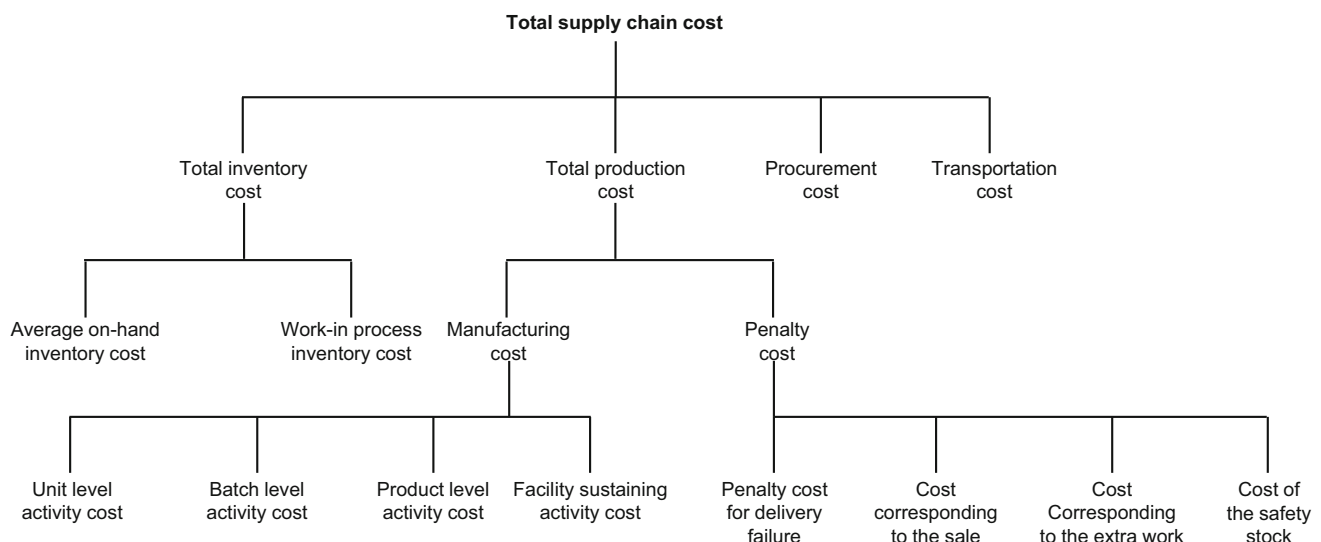 Total supply chain cost
Total inventory
cost
Total production
cost
Procurement
cost
Transportation
cost
Average on-hand
inventory cost
Work-in process
inventory cost
Manufacturing
cost
Penalty
cost
Unit level
activity cost
Batch level
activity cost
Product level
activity cost
Facility sustaining
activity cost
Penalty cost
for delivery
failure
Cost
corresponding
to the sale
Cost
Corresponding
to the extra work
Cost of
the safety
stock